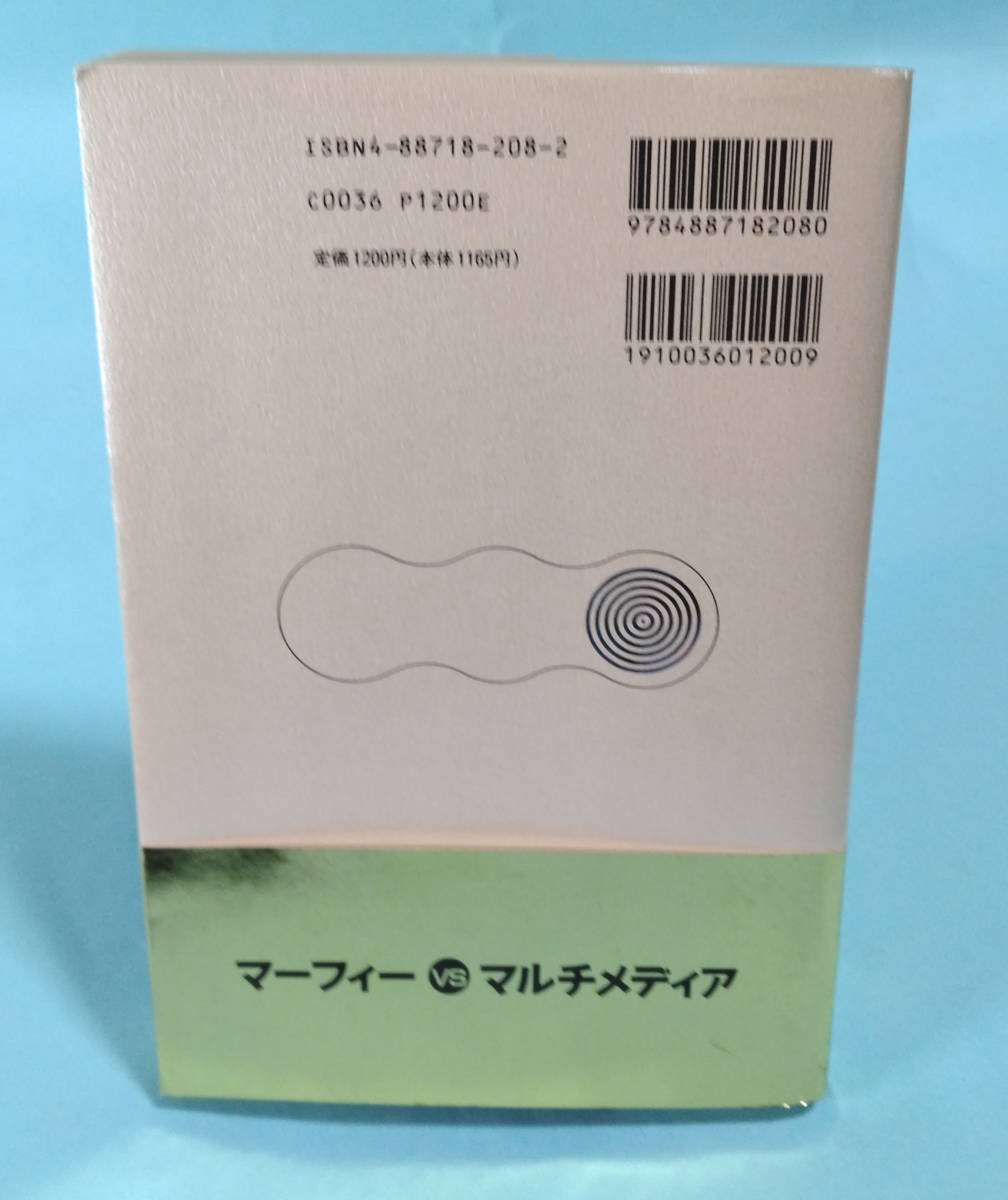 ISBN4-88718-208-2
C0036 P1200E
定価1200円(本体1165円)
9784887182080
1910036012009
マーフィー VS マルチメディア